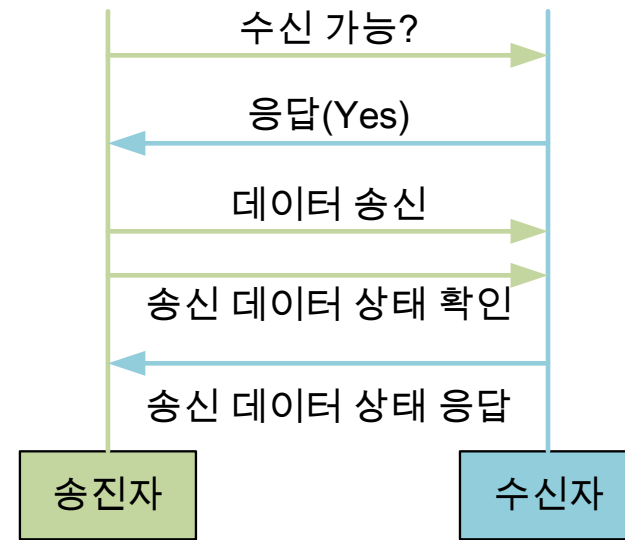 수신 가능?
응답(Yes)
데이터 송신
송신 데이터 상태 확인
송신 데이터 상태 응답
송진자
수신자